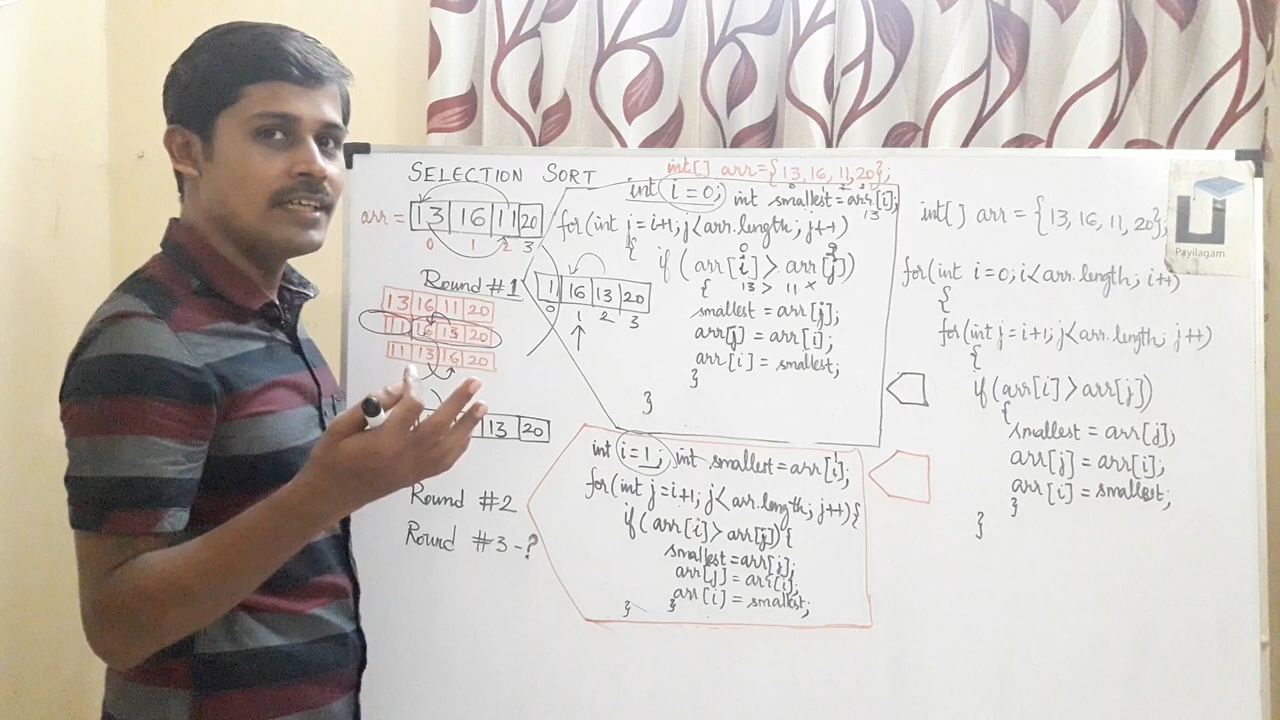 SELECTION SORT
arr = 13 16 11 20
0 1 2 3
Round #1
13 16 11 20
11 16 13 20
11 13 16 20
13 20
Round #2
Round #3 - ?
int[] arr={13, 16, 11, 20};
0 1 2 3
int i=0; int smallest=arr[i];
13
for(int j=i+1; j<arr.length; j++)
{ if (arr[i] > arr[j])
{ 13 > 11 x
smallest = arr[j];
arr[j] = arr[i];
arr[i] = smallest;
}
}
16 13 20
0 1 2 3
int i=1; int smallest=arr[i];
for(int j=i+1; j<arr.length; j++){
if(arr[i]>arr[j]){
smallest=arr[j];
arr[j]=arr[i];
arr[i]=smallest;
} }
int[] arr = {13, 16, 11, 20};
for(int i=0; i<arr.length; i++)
{
for(int j=i+1; j<arr.length; j++)
{
if(arr[i]>arr[j])
{
smallest = arr[j];
arr[j] = arr[i];
arr[i] = smallest;
}
}
Payilagam